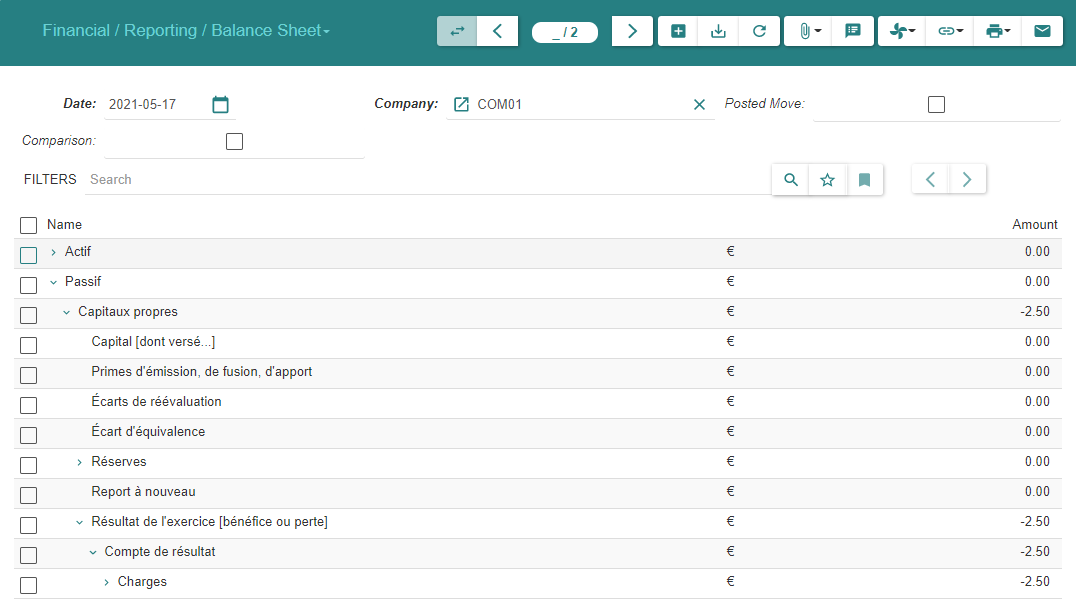 Financial / Reporting / Balance Sheet
_ / 2
Date: 2021-05-17 Company: COM01 Posted Move:
Comparison:
FILTERS Search
Name Amount
Actif € 0.00
Passif € 0.00
Capitaux propres € -2.50
Capital [dont versé...] € 0.00
Primes d'émission, de fusion, d'apport € 0.00
Écarts de réévaluation € 0.00
Écart d'équivalence € 0.00
Réserves € 0.00
Report à nouveau € 0.00
Résultat de l'exercice [bénéfice ou perte] € -2.50
Compte de résultat € -2.50
Charges € -2.50